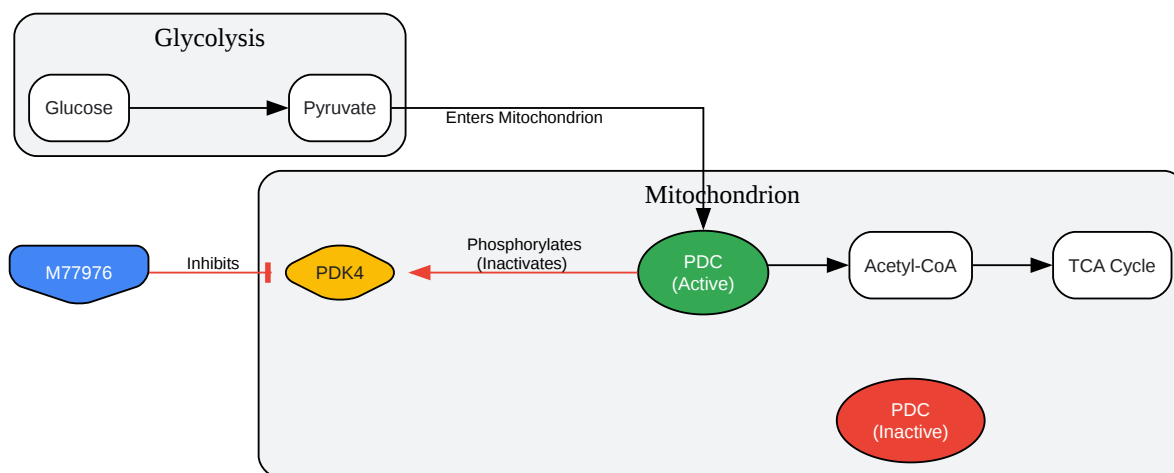 Glycolysis
Glucose
Pyruvate
Enters Mitochondrion
Mitochondrion
M77976
Inhibits
PDK4
Phosphorylates
(Inactivates)
PDC
(Active)
Acetyl-CoA
TCA Cycle
PDC
(Inactive)